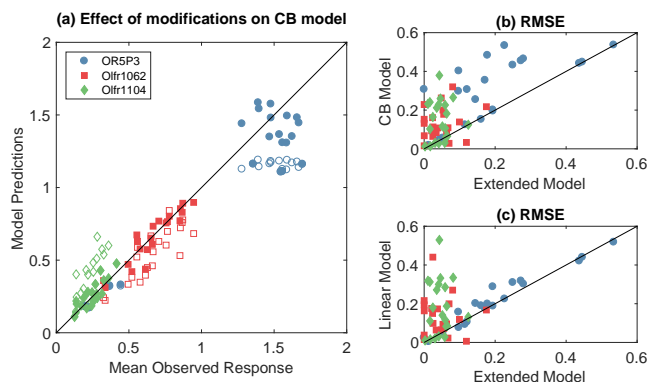 (a) Effect of modifications on CB model
2
1.5
1
0.5
0
OR5P3
Olfr1062
Olfr1104
Model Predictions
0
0.5
1
1.5
2
Mean Observed Response
(b) RMSE
0.6
0.4
0.2
0
CB Model
0
0.2
0.4
0.6
Extended Model
(c) RMSE
0.6
0.4
0.2
0
Linear Model
0
0.2
0.4
0.6
Extended Model